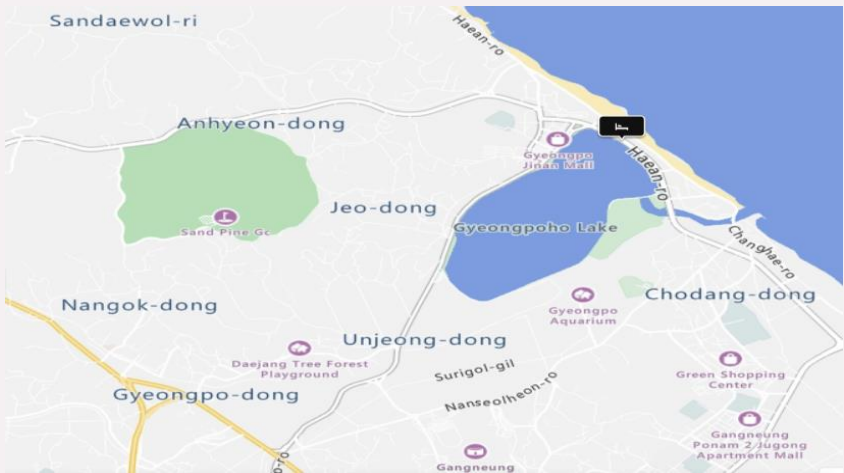 Sandaewol-ri
Haean-ro
Anhyeon-dong
Gyeongpo
Jinan Mall
Haean-ro
Jeo-dong
Sand Pine Gc
Gyeongpoho Lake
Changhae-ro
Nangok-dong
Chodang-dong
Gyeongpo
Aquarium
Unjeong-dong
Daejang Tree Forest
Playground
Surigol-gil
Green Shopping
Center
Gyeongpo-dong
Nanseolheon-ro
Gangneung
Ponam 2 Jugong
Apartment Mall
Gangneung